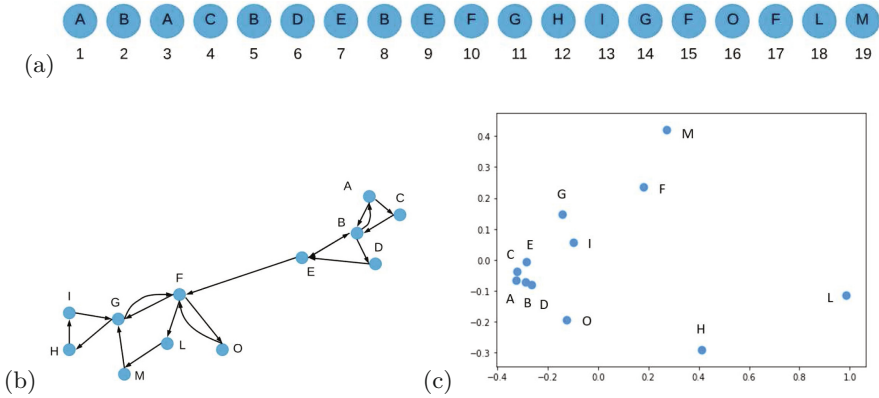 A B A C B D E B E F G H I G F O F L M
1 2 3 4 5 6 7 8 9 10 11 12 13 14 15 16 17 18 19
(a)
A
C
B
D
E
F
I
G
H
L
O
M
(b)
0.4
0.3
0.2
0.1
0.0
−0.1
−0.2
−0.3
M
F
G
I
E
C
A B D
O
L
H
−0.4 −0.2 0.0 0.2 0.4 0.6 0.8 1.0
(c)